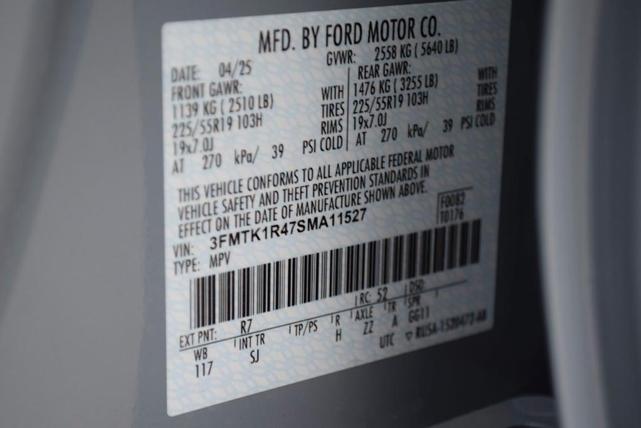 MFD. BY FORD MOTOR CO.
DATE: 04/25 GVWR: 2558 KG ( 5640 LB)
FRONT GAWR: REAR GAWR:
1139 KG ( 2510 LB) WITH 1476 KG ( 3255 LB) WITH
225/55R19 103H TIRES 225/55R19 103H TIRES
19x7.0J RIMS 19x7.0J RIMS
AT 270 kPa/ 39 PSI COLD AT 270 kPa/ 39 PSI COLD
THIS VEHICLE CONFORMS TO ALL APPLICABLE FEDERAL MOTOR
VEHICLE SAFETY AND THEFT PREVENTION STANDARDS IN
EFFECT ON THE DATE OF MANUFACTURE SHOWN ABOVE.
VIN: 3FMTK1R47SMA11527 F0082
TYPE: MPV T0176
EXT PNT: R7 RC: 52 DSO:
WB INT TR TP/PS R AXLE TR SPR
117 SJ H ZZ A GG11
UTC